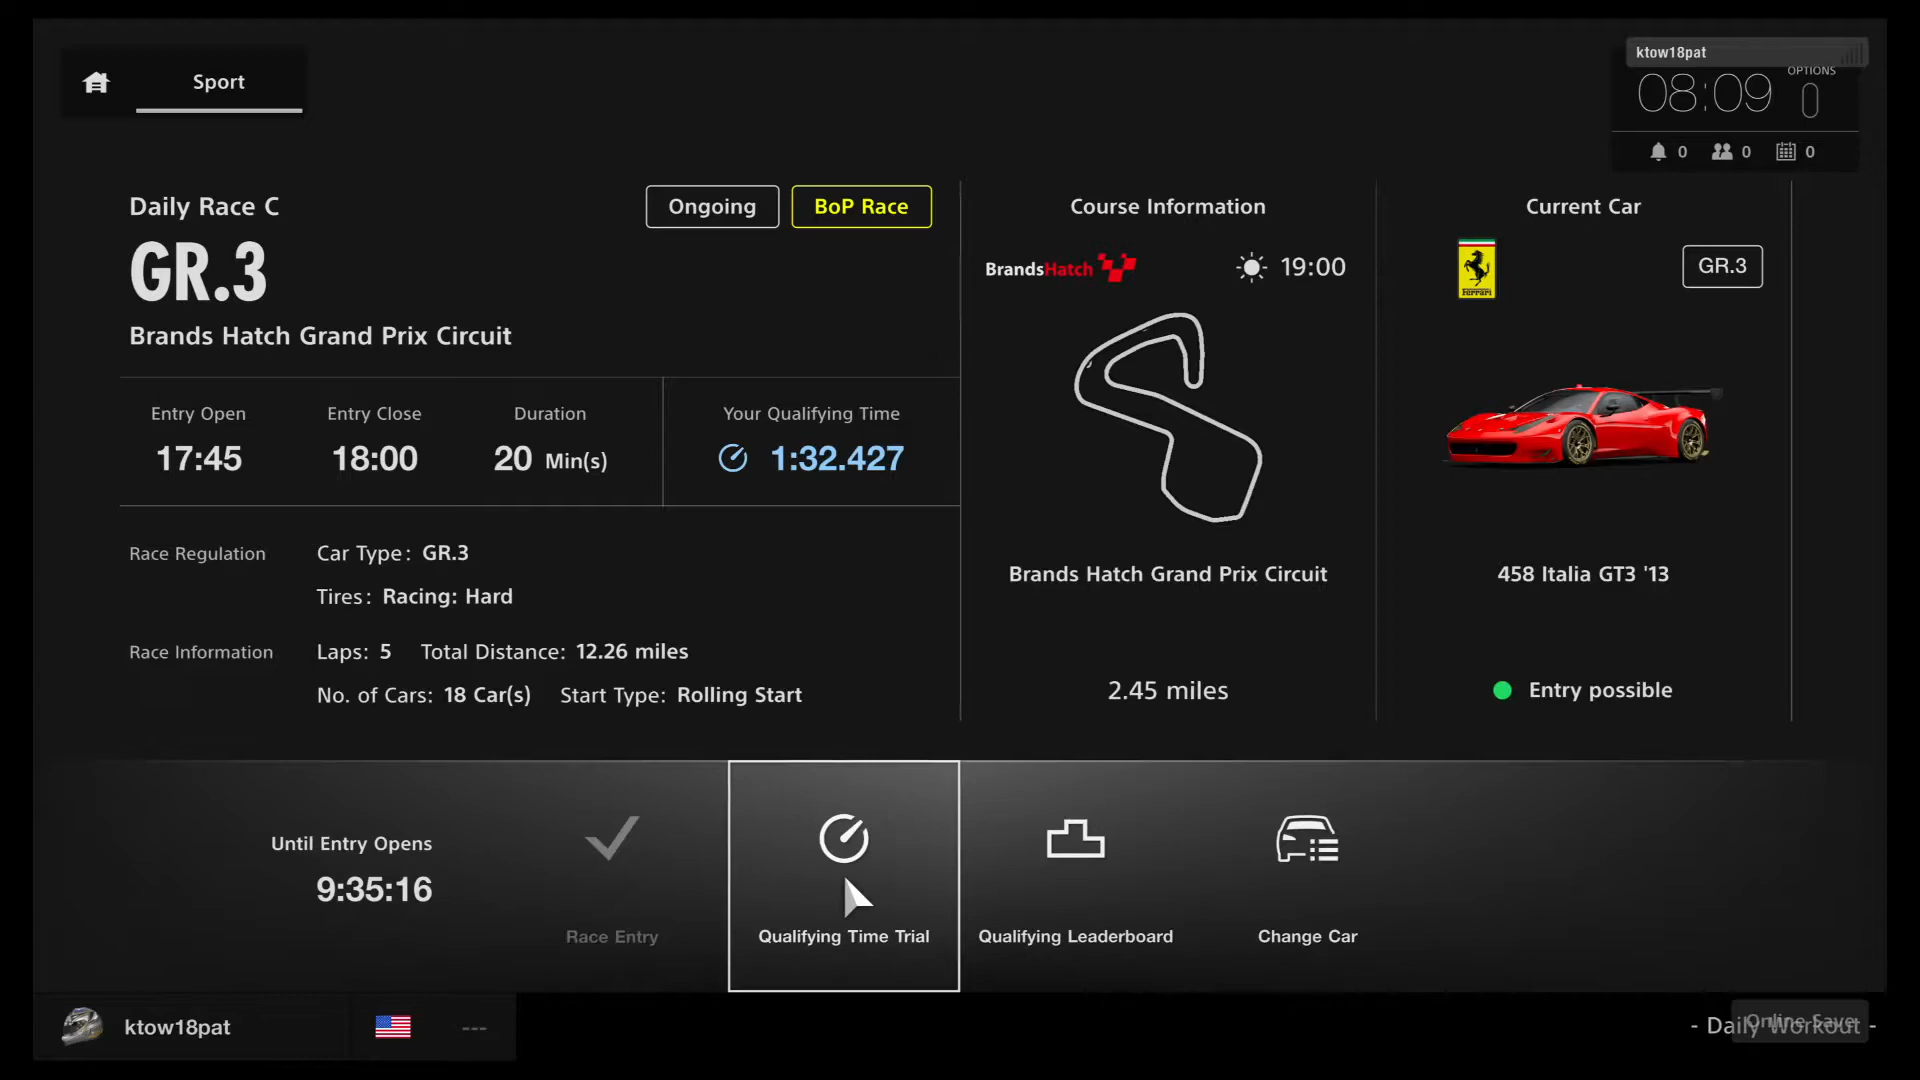 Sport
ktow18pat
OPTIONS
08:09
0 0 0
Daily Race C
Ongoing
BoP Race
GR.3
Brands Hatch Grand Prix Circuit
Entry Open
Entry Close
Duration
Your Qualifying Time
17:45
18:00
20 Min(s)
1:32.427
Race Regulation
Car Type: GR.3
Tires: Racing: Hard
Race Information
Laps: 5 Total Distance: 12.26 miles
No. of Cars: 18 Car(s) Start Type: Rolling Start
Course Information
BrandsHatch
19:00
Brands Hatch Grand Prix Circuit
2.45 miles
Current Car
Ferrari
GR.3
458 Italia GT3 '13
Entry possible
Until Entry Opens
9:35:16
Race Entry
Qualifying Time Trial
Qualifying Leaderboard
Change Car
ktow18pat
---
- Daily Workout -
Online Save